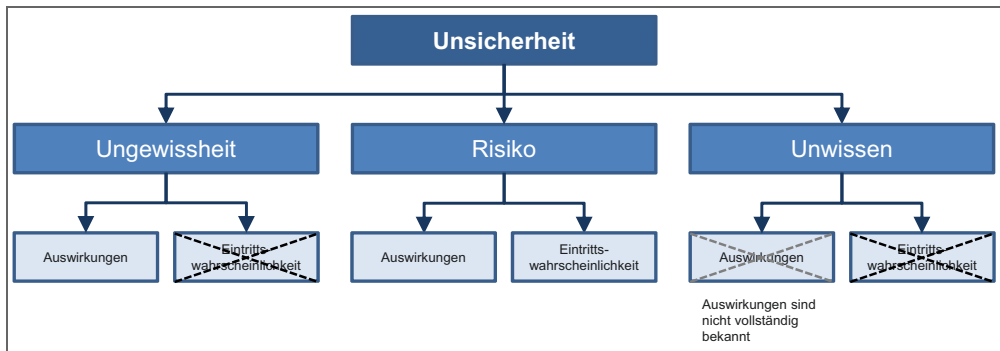 Unsicherheit
Ungewissheit
Risiko
Unwissen
Auswirkungen
Eintritts-
wahrscheinlichkeit
Auswirkungen
Eintritts-
wahrscheinlichkeit
Auswirkungen
Eintritts-
wahrscheinlichkeit
Auswirkungen sind
nicht vollständig
bekannt